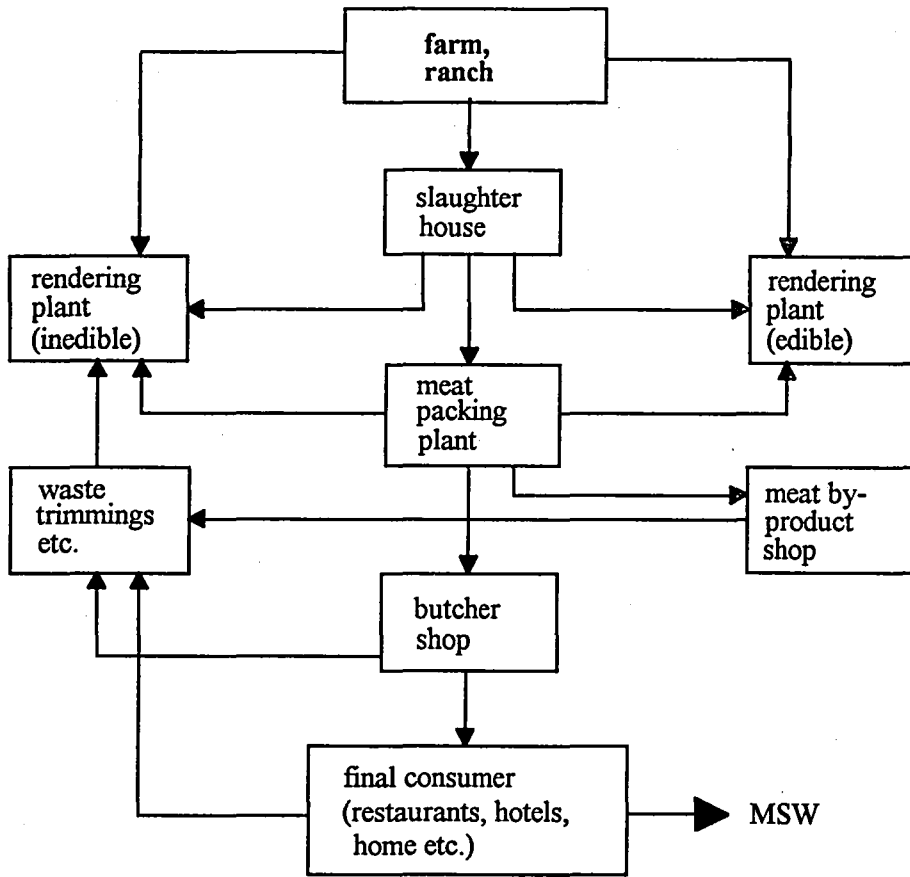 farm,
ranch
slaughter
house
rendering
plant
(inedible)
rendering
plant
(edible)
meat
packing
plant
waste
trimmings
etc.
meat by-
product
shop
butcher
shop
final consumer
(restaurants, hotels,
home etc.)
MSW